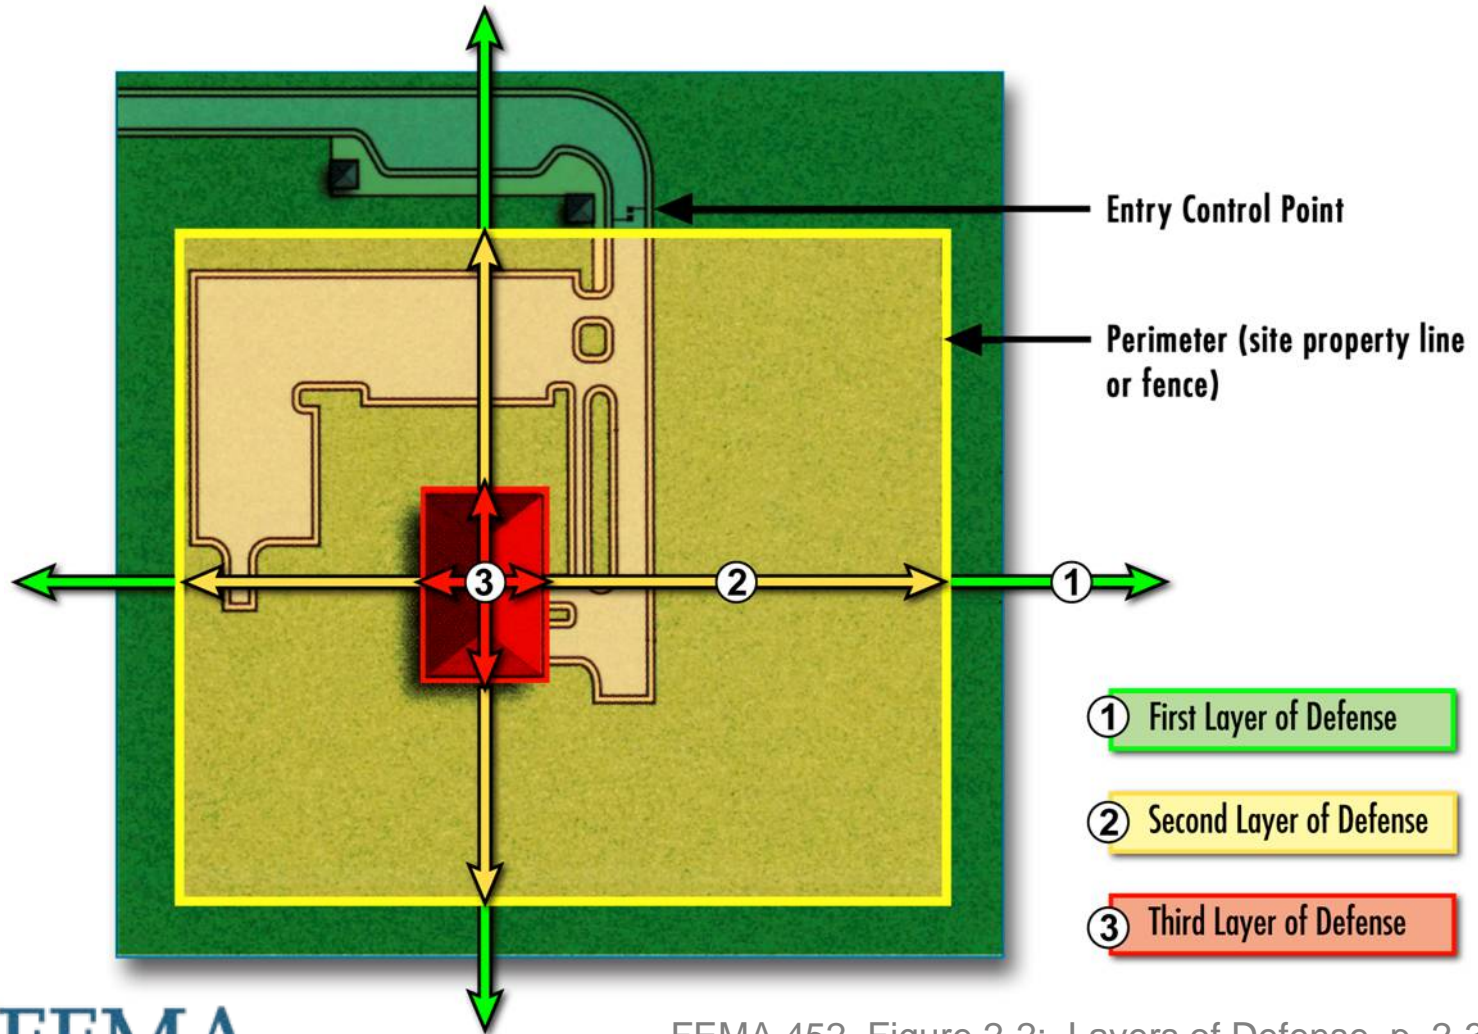 Entry Control Point
Perimeter (site property line
or fence)
3
2
1
1 First Layer of Defense
2 Second Layer of Defense
3 Third Layer of Defense
FEMA